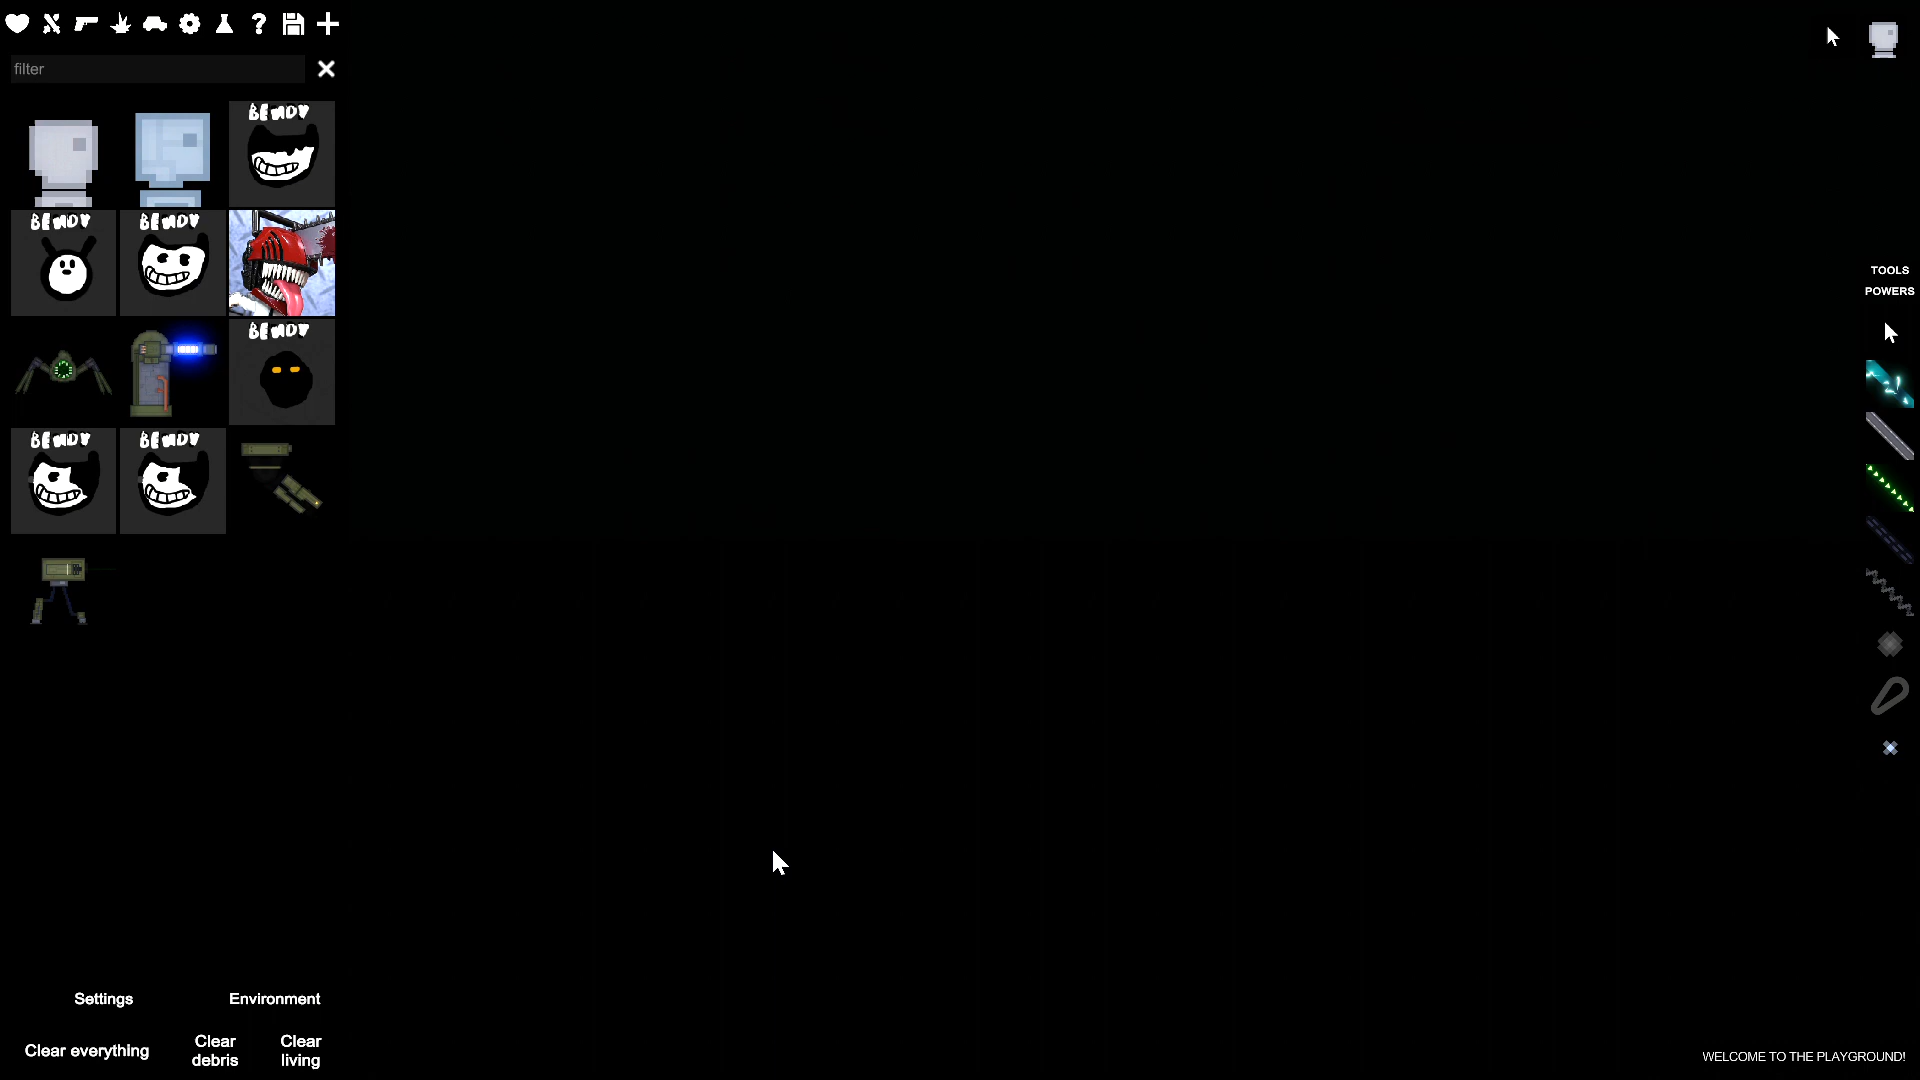 filter
BENDY
BENDY
BENDY
BENDY
BENDY
BENDY
TOOLS
POWERS
Settings
Environment
Clear everything
Clear
debris
Clear
living
WELCOME TO THE PLAYGROUND!